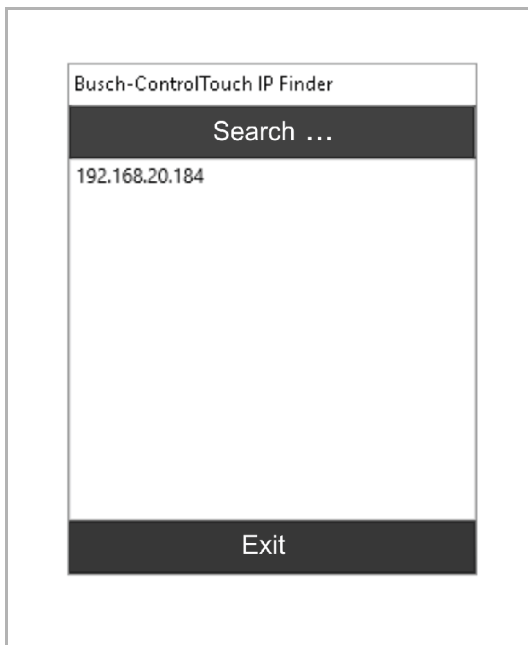 Busch-ControlTouch IP Finder
Search ...
192.168.20.184
Exit